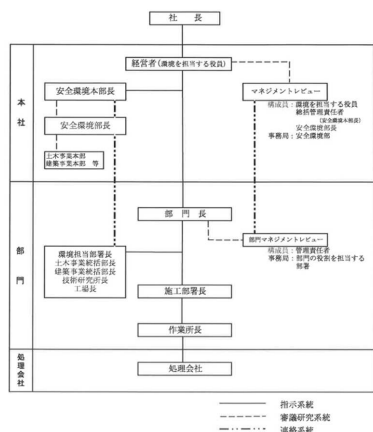 社長
経営者（環境を担当する役員）
本社
安全環境本部長
マネジメントレビュー
構成員：環境を担当する役員
総括管理責任者
（安全環境本部長）
安全環境部長
事務局：安全環境部
安全環境部長
土木事業本部
建築事業本部 等
部門
部門長
部門マネジメントレビュー
構成員：管理責任者
事務局：部門の役割を担当する
部署
環境担当部署長
土木事業統括部長
建築事業統括部長
技術研究所長
工場長
施工部署長
作業所長
処理会社
処理会社
指示系統
審議研究系統
連絡系統